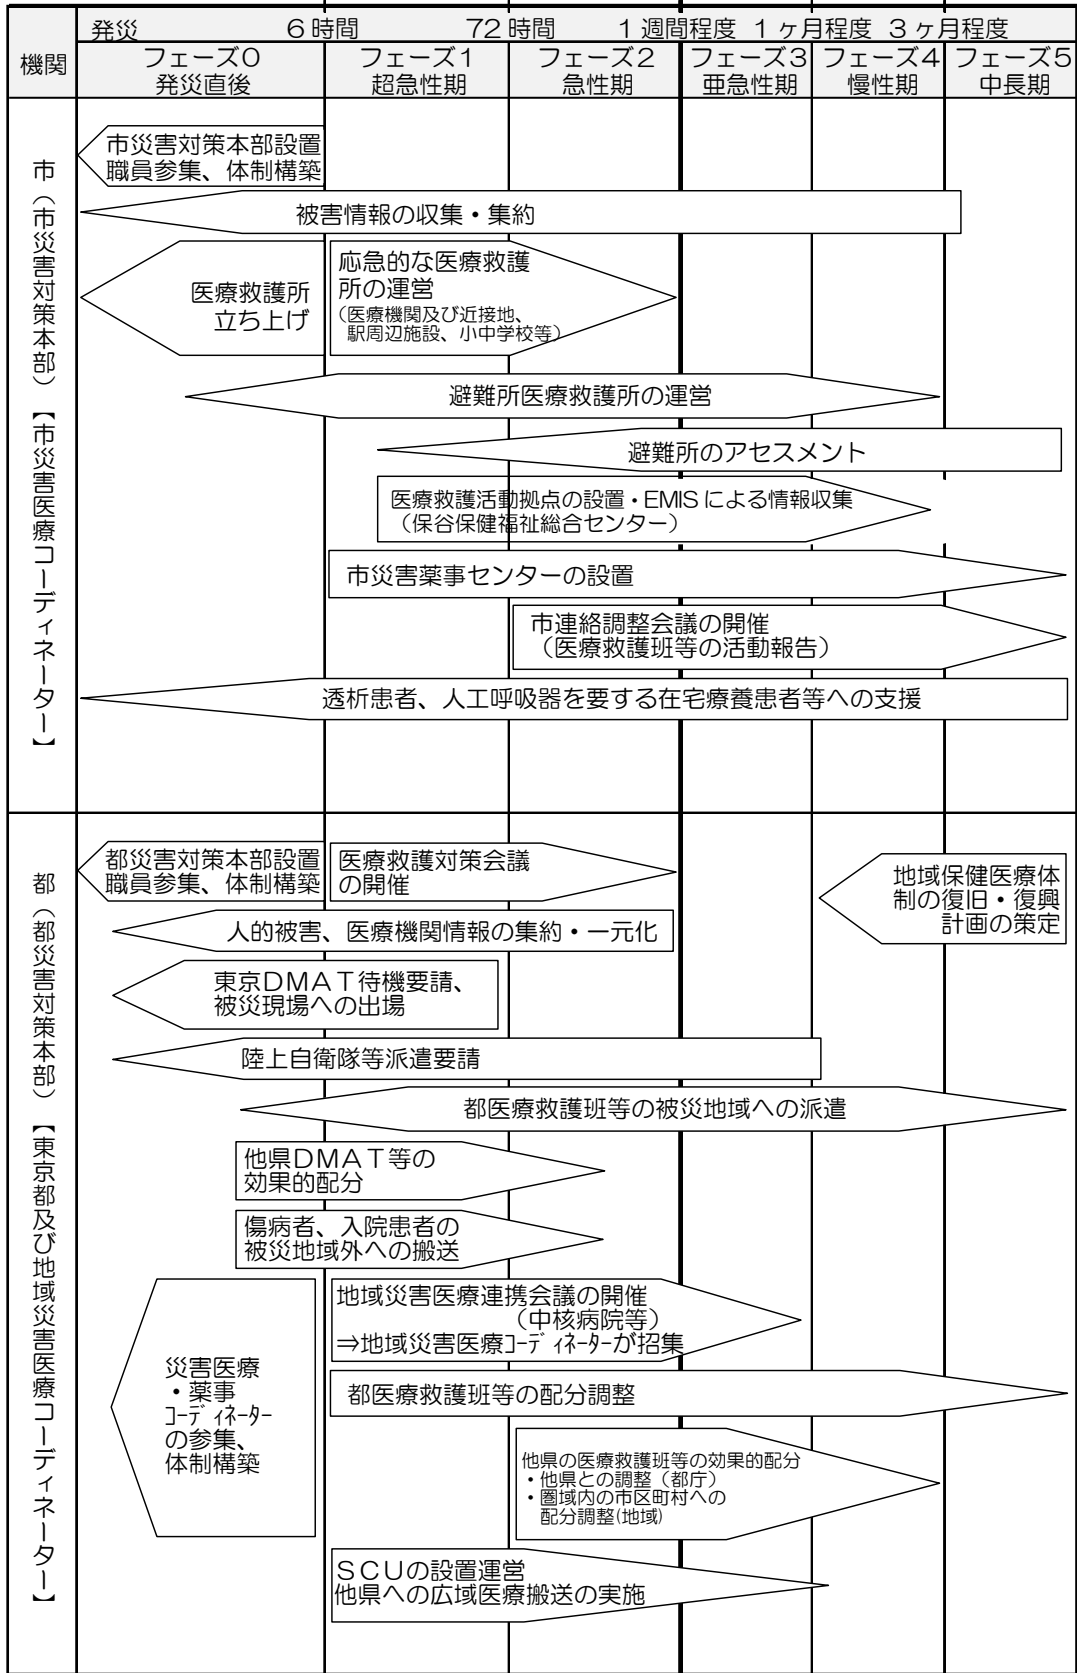 機関
発災 6時間 72時間 1週間程度 1ヶ月程度 3ヶ月程度
フェーズ0 フェーズ1 フェーズ2 フェーズ3 フェーズ4 フェーズ5
発災直後 超急性期 急性期 亜急性期 慢性期 中長期
市（市災害対策本部）【市災害医療コーディネーター】
市災害対策本部設置
職員参集、体制構築
被害情報の収集・集約
医療救護所
立ち上げ
応急的な医療救護
所の運営
（医療機関及び近接地、
駅周辺施設、小中学校等）
避難所医療救護所の運営
避難所のアセスメント
医療救護活動拠点の設置・EMISによる情報収集
（保谷保健福祉総合センター）
市災害薬事センターの設置
市連絡調整会議の開催
（医療救護班等の活動報告）
透析患者、人工呼吸器を要する在宅療養患者等への支援
都（都災害対策本部）【東京都及び地域災害医療コーディネーター】
都災害対策本部設置
職員参集、体制構築
医療救護対策会議
の開催
地域保健医療体
制の復旧・復興
計画の策定
人的被害、医療機関情報の集約・一元化
東京DMAT待機要請、
被災現場への出場
陸上自衛隊等派遣要請
都医療救護班等の被災地域への派遣
他県DMAT等の
効果的配分
傷病者、入院患者の
被災地域外への搬送
災害医療
・薬事
ｺｰﾃﾞｨﾈｰﾀｰ
の参集、
体制構築
地域災害医療連携会議の開催
（中核病院等）
⇒地域災害医療ｺｰﾃﾞｨﾈｰﾀｰが招集
都医療救護班等の配分調整
他県の医療救護班等の効果的配分
・他県との調整（都庁）
・圏域内の市区町村への
配分調整(地域)
SCUの設置運営
他県への広域医療搬送の実施